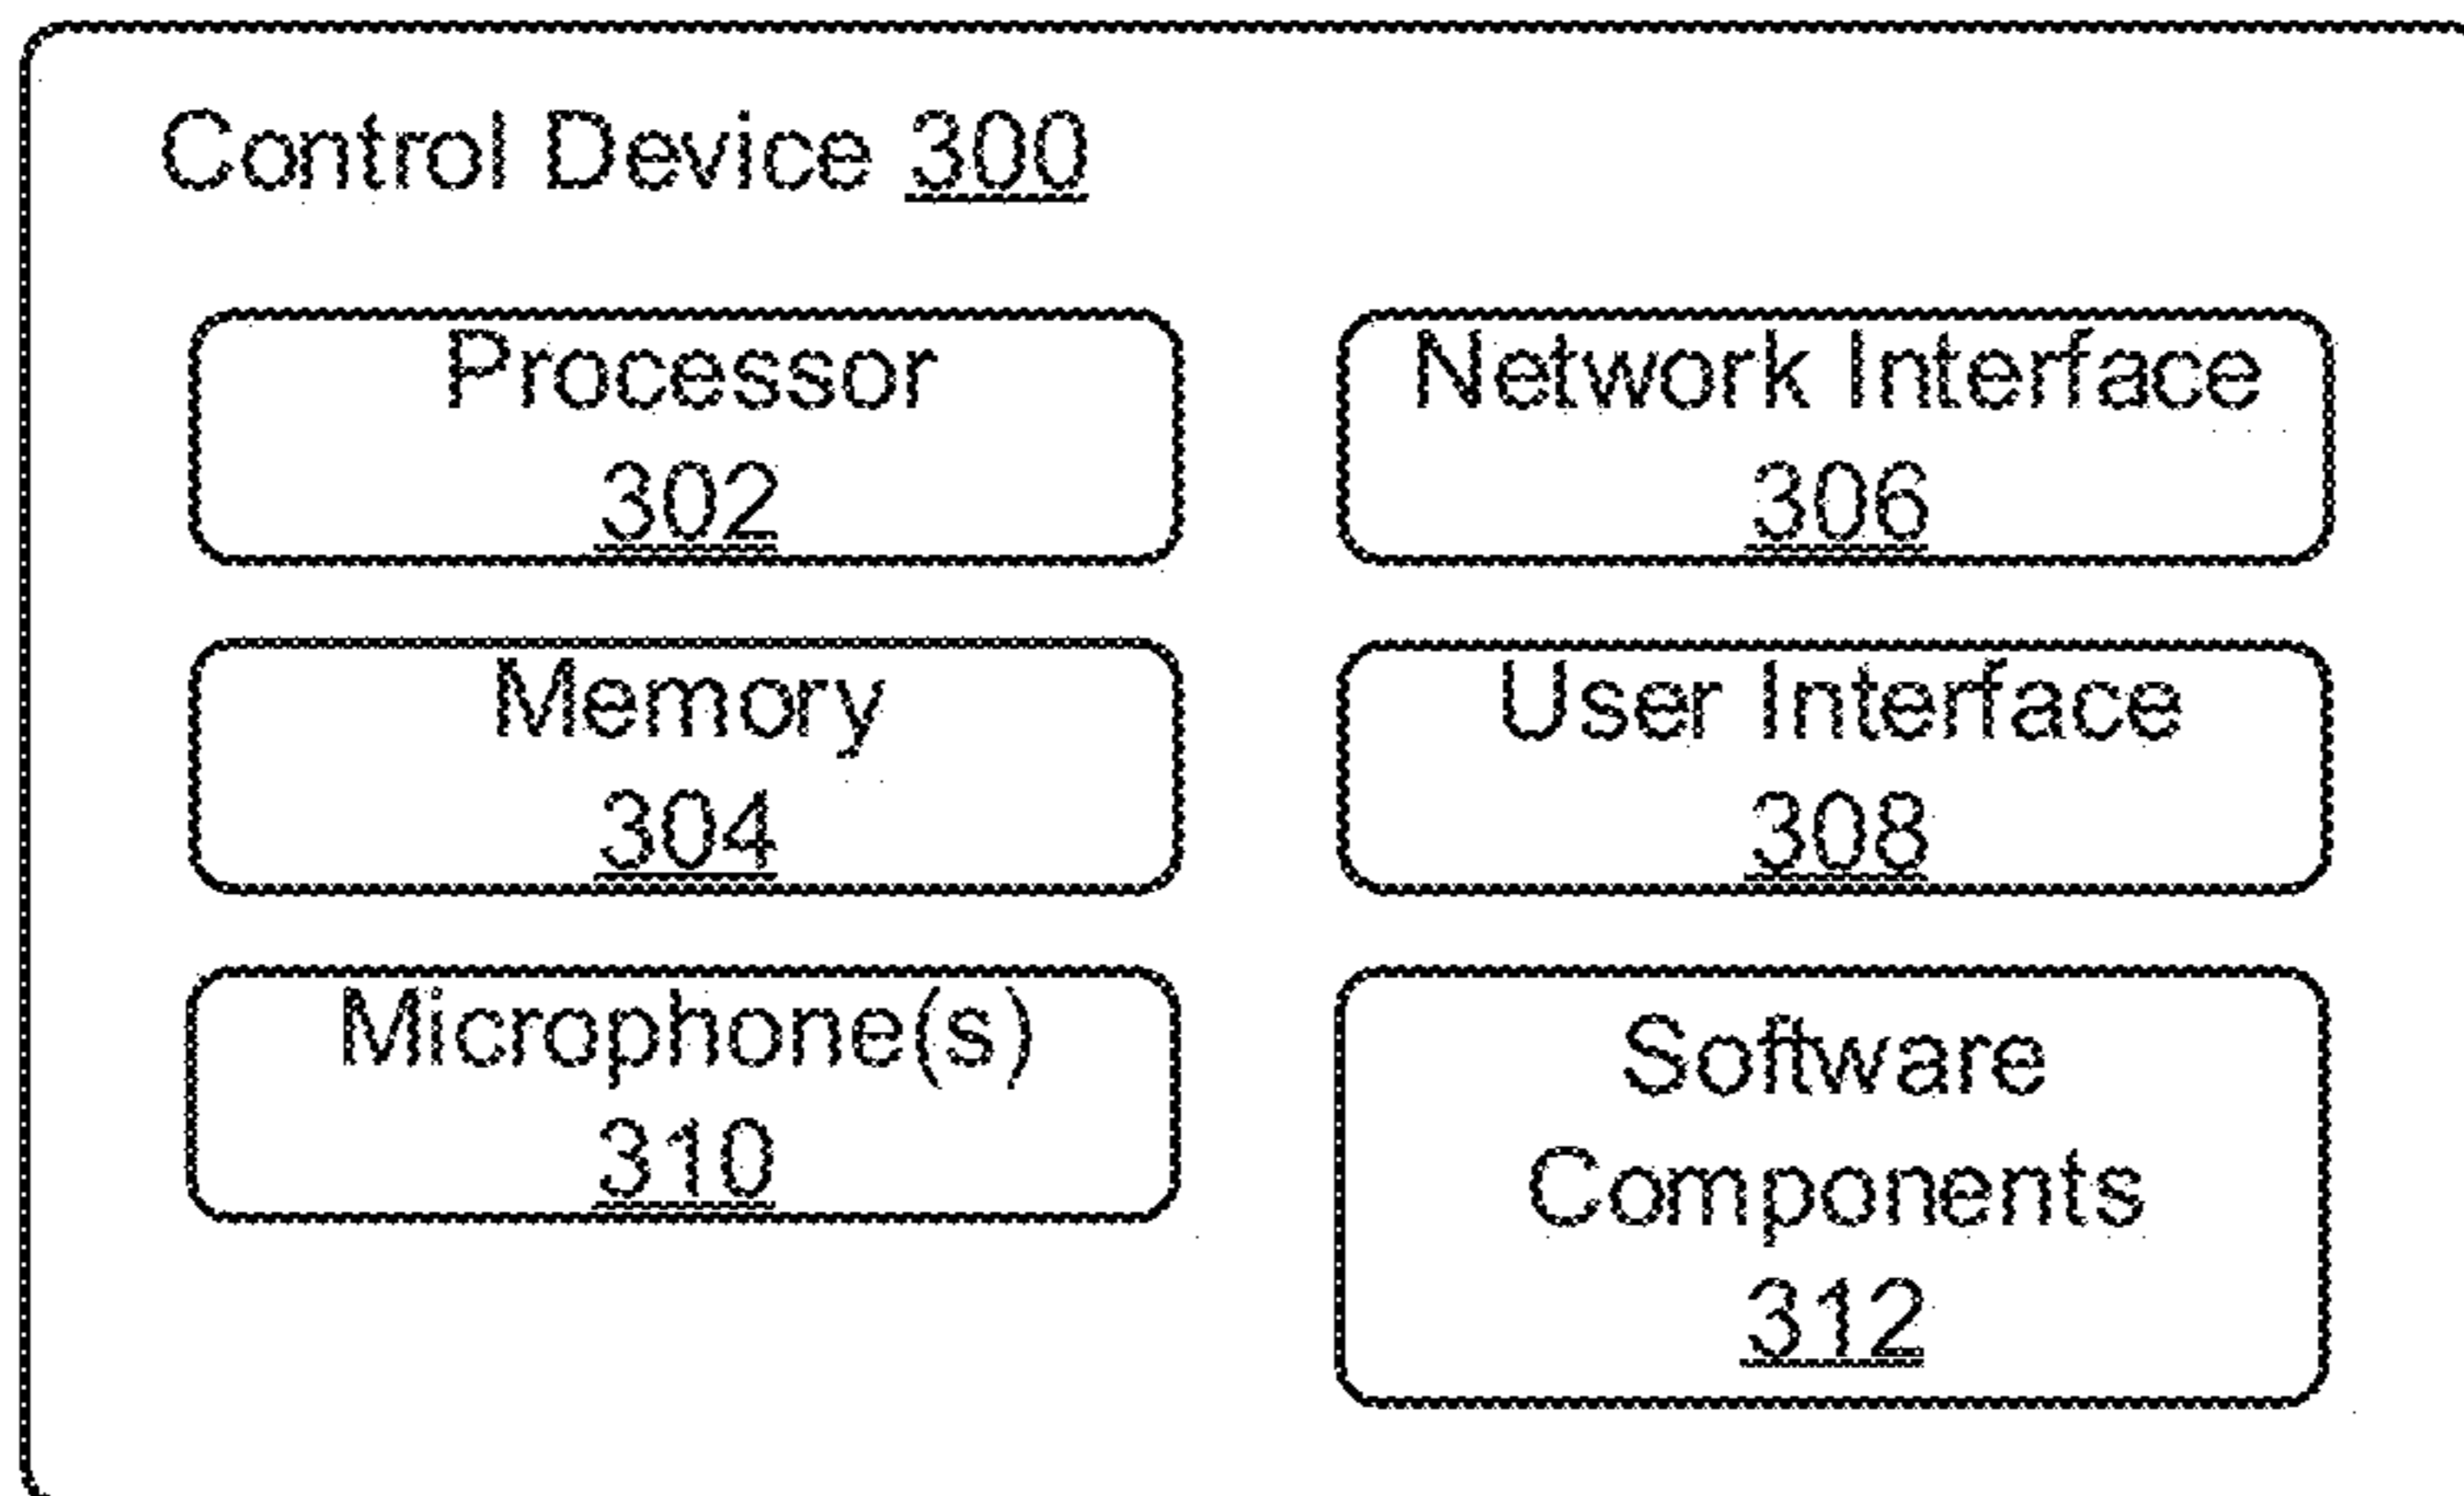 Control Device 300
Processor
302
Network Interface
306
Memory
304
User Interface
308
Microphone(s)
310
Software
Components
312